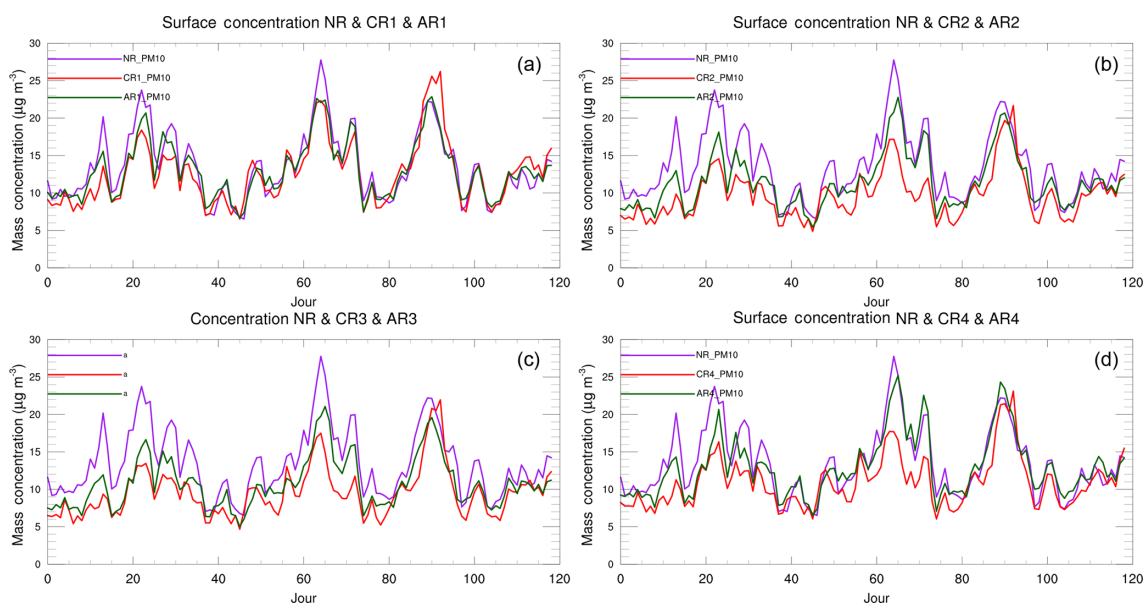 Surface concentration NR & CR1 & AR1
Mass concentration (µg m⁻³)
30
25
20
15
10
5
0
NR_PM10
CR1_PM10
AR1_PM10
(a)
0 20 40 60 80 100 120
Jour
Surface concentration NR & CR2 & AR2
Mass concentration (µg m⁻³)
30
25
20
15
10
5
0
NR_PM10
CR2_PM10
AR2_PM10
(b)
0 20 40 60 80 100 120
Jour
Concentration NR & CR3 & AR3
Mass concentration (µg m⁻³)
30
25
20
15
10
5
0
a
a
a
(c)
0 20 40 60 80 100 120
Jour
Surface concentration NR & CR4 & AR4
Mass concentration (µg m⁻³)
30
25
20
15
10
5
0
NR_PM10
CR4_PM10
AR4_PM10
(d)
0 20 40 60 80 100 120
Jour